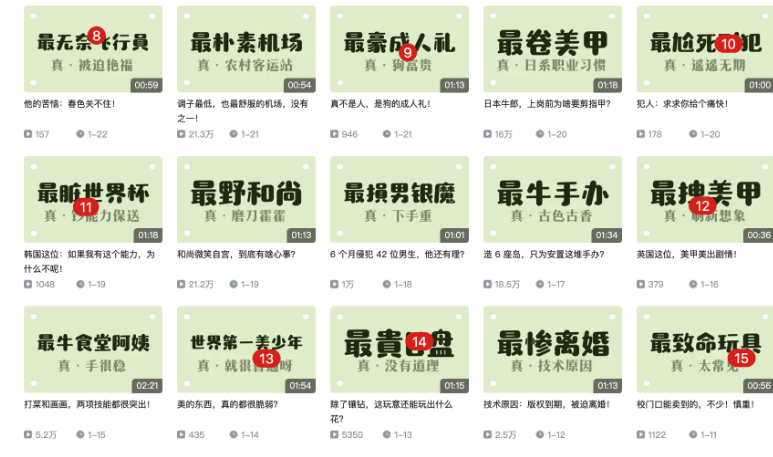 最无奈飞行員
8
真 · 被迫艳福
00:59
他的苦恼：春色关不住！
157 1-22
最朴素机场
真 · 农村客运站
00:54
调子最低，也最舒服的机场，没有
之一！
21.3万 1-21
最豪成人礼
9
真 · 狗富贵
01:13
真不是人，是狗的成人礼！
946 1-21
最卷美甲
真 · 日系职业习惯
01:18
日本牛郎，上岗前为啥要剪指甲？
16万 1-20
最尬死 犯
10
真 · 遥遥无期
01:00
犯人：求求你给个痛快！
178 1-20
最脏世界杯
11
真 · 钞能力保送
01:18
韩国这位：如果我有这个能力，为
什么不呢！
1048 1-19
最野和尚
真 · 磨刀霍霍
01:13
和尚微笑自宫，到底有啥心事？
21.2万 1-19
最損男银魔
真 · 下手重
01:01
6 个月侵犯 42 位男生，他还有理？
1万 1-18
最牛手办
真 · 古色古香
01:34
造 6 座岛，只为安置这堆手办？
18.5万 1-17
最抻美甲
12
真 · 刷新想象
00:36
英国这位，美甲美出剧情！
379 1-16
最牛食堂阿姨
真 · 手很稳
02:21
打菜和画画，两项技能都很突出！
5.2万 1-15
世界第一美少年
13
真 · 就很普通呀
01:54
美的东西，真的都很脆弱？
435 1-14
最貴 盘
14
真 · 没有道理
01:15
除了镶钻，这玩意还能玩出什么
花？
5350 1-13
最惨离婚
真 · 技术原因
01:13
技术原因：版权到期，被迫离婚！
2.5万 1-12
最致命玩具
15
真 · 太常见
00:56
校门口能卖到的，不少！慎重！
1122 1-11